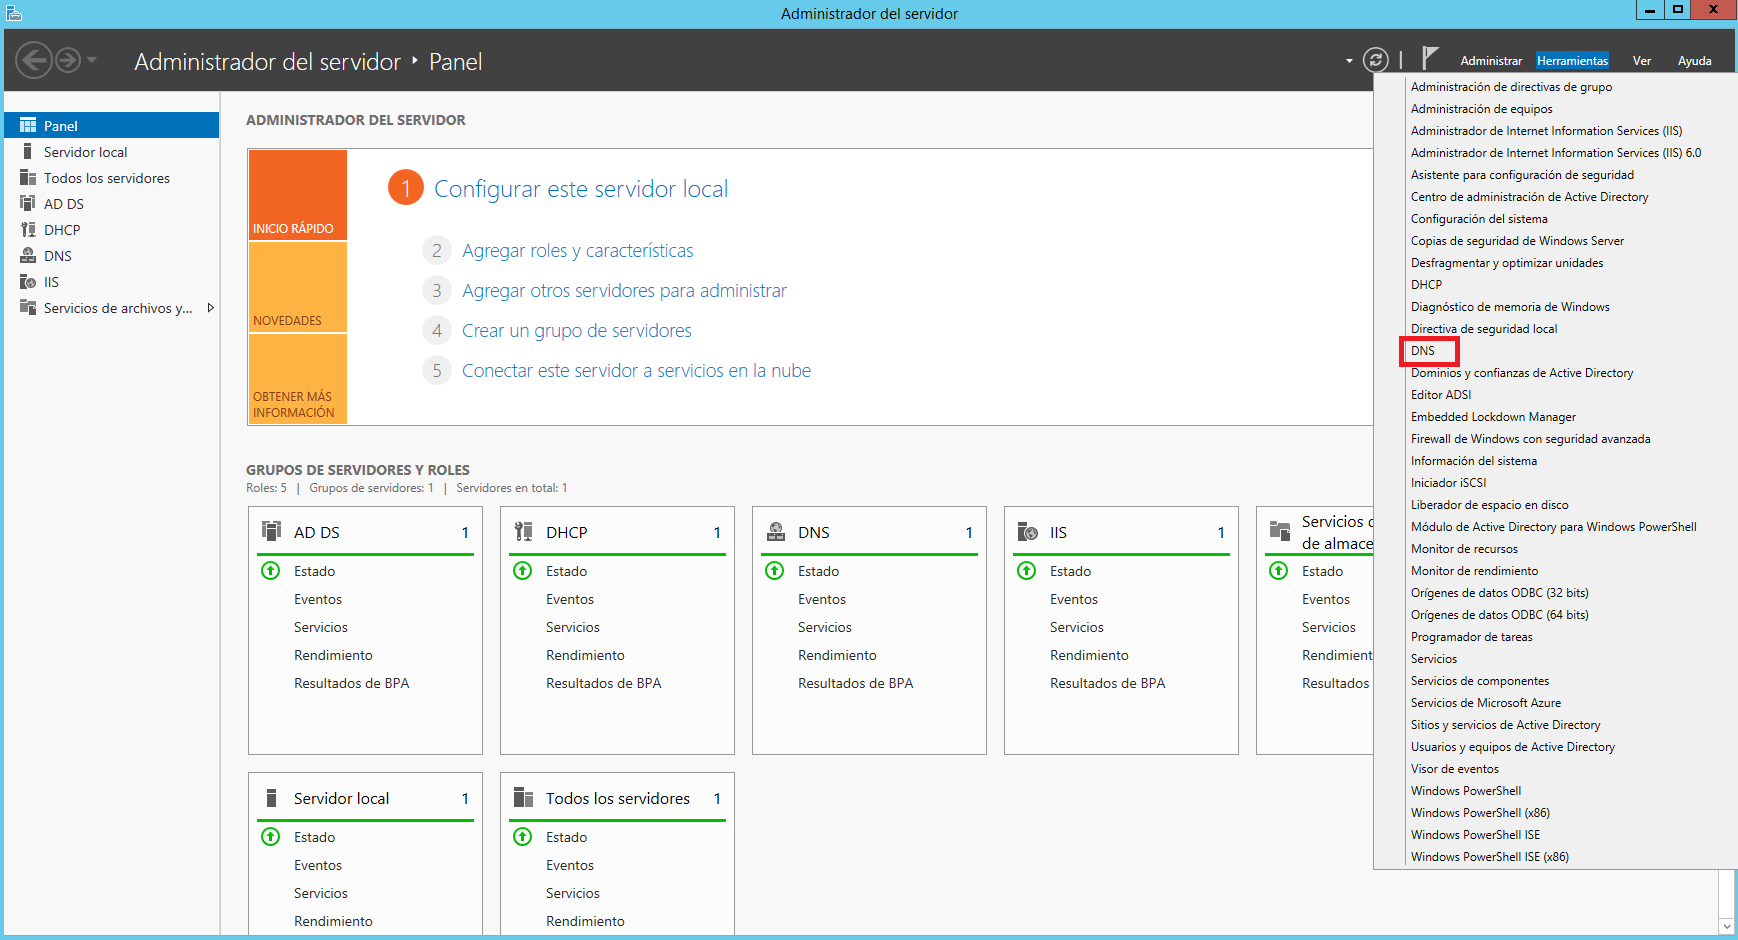 Administrador del servidor
X
Administrador del servidor ‣ Panel
Administrar Herramientas Ver Ayuda
Panel
Servidor local
Todos los servidores
AD DS
DHCP
DNS
IIS
Servicios de archivos y...
ADMINISTRADOR DEL SERVIDOR
INICIO RÁPIDO
NOVEDADES
OBTENER MÁS
INFORMACIÓN
1 Configurar este servidor local
2 Agregar roles y características
3 Agregar otros servidores para administrar
4 Crear un grupo de servidores
5 Conectar este servidor a servicios en la nube
GRUPOS DE SERVIDORES Y ROLES
Roles: 5 | Grupos de servidores: 1 | Servidores en total: 1
AD DS 1
Estado
Eventos
Servicios
Rendimiento
Resultados de BPA
DHCP 1
Estado
Eventos
Servicios
Rendimiento
Resultados de BPA
DNS 1
Estado
Eventos
Servicios
Rendimiento
Resultados de BPA
IIS 1
Estado
Eventos
Servicios
Rendimiento
Resultados de BPA
Servicios d
de almace
Estado
Eventos
Servicios
Rendimient
Resultados
Servidor local 1
Estado
Eventos
Servicios
Rendimiento
Todos los servidores 1
Estado
Eventos
Servicios
Rendimiento
Administración de directivas de grupo
Administración de equipos
Administrador de Internet Information Services (IIS)
Administrador de Internet Information Services (IIS) 6.0
Asistente para configuración de seguridad
Centro de administración de Active Directory
Configuración del sistema
Copias de seguridad de Windows Server
Desfragmentar y optimizar unidades
DHCP
Diagnóstico de memoria de Windows
Directiva de seguridad local
DNS
Dominios y confianzas de Active Directory
Editor ADSI
Embedded Lockdown Manager
Firewall de Windows con seguridad avanzada
Información del sistema
Iniciador iSCSI
Liberador de espacio en disco
Módulo de Active Directory para Windows PowerShell
Monitor de recursos
Monitor de rendimiento
Orígenes de datos ODBC (32 bits)
Orígenes de datos ODBC (64 bits)
Programador de tareas
Servicios
Servicios de componentes
Servicios de Microsoft Azure
Sitios y servicios de Active Directory
Usuarios y equipos de Active Directory
Visor de eventos
Windows PowerShell
Windows PowerShell (x86)
Windows PowerShell ISE
Windows PowerShell ISE (x86)